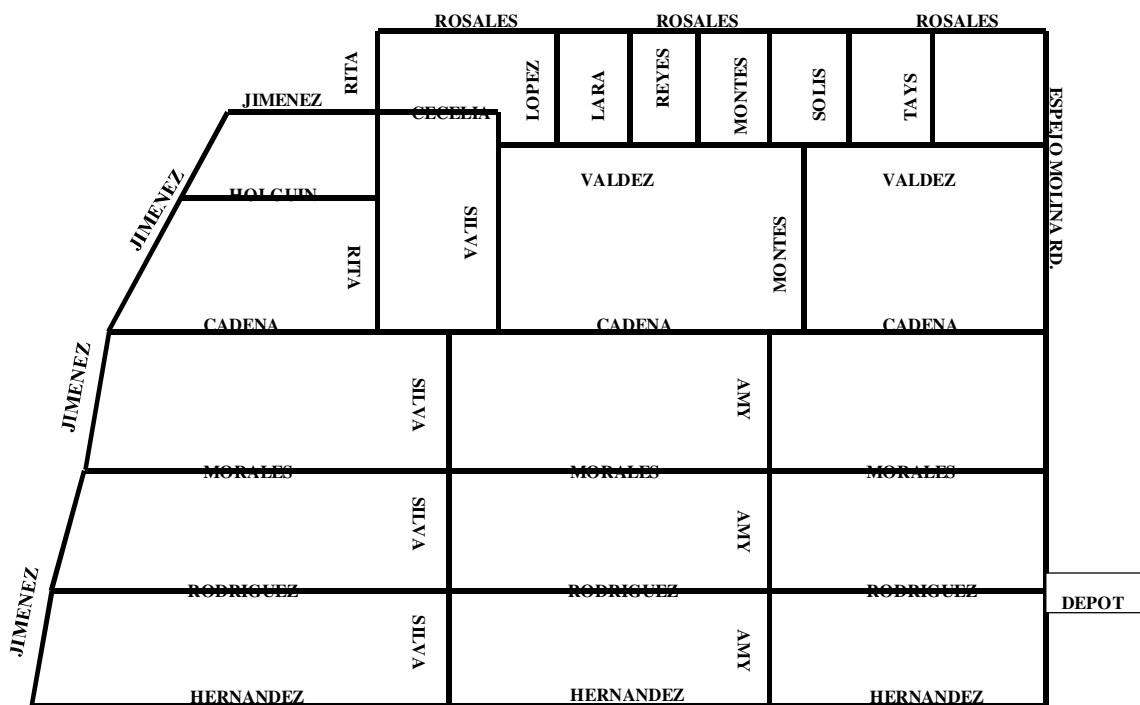 ROSALES ROSALES ROSALES
RITA
LOPEZ
LARA
REYES
MONTES
SOLIS
TAYS
ESPEJO MOLINA RD.
JIMENEZ
CECELIA
JIMENEZ
HOLGUIN
VALDEZ VALDEZ
SILVA
RITA
MONTES
CADENA CADENA CADENA
JIMENEZ
SILVA
AMY
MORALES MORALES MORALES
SILVA
AMY
JIMENEZ
RODRIGUEZ RODRIGUEZ RODRIGUEZ
DEPOT
SILVA
AMY
HERNANDEZ HERNANDEZ HERNANDEZ